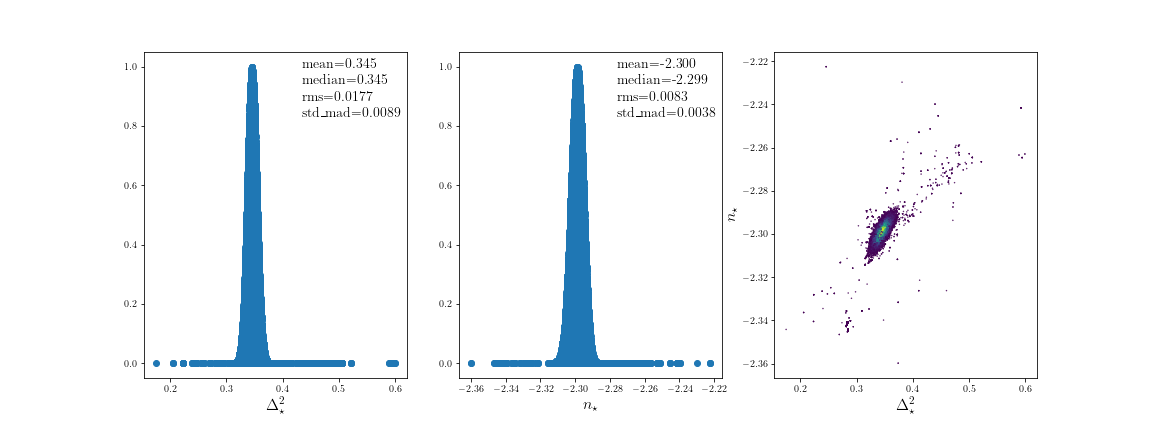 1.0
0.8
0.6
0.4
0.2
0.0
mean=0.345
median=0.345
rms=0.0177
std_mad=0.0089
0.2 0.3 0.4 0.5 0.6
Δ²⋆
1.0
0.8
0.6
0.4
0.2
0.0
mean=-2.300
median=-2.299
rms=0.0083
std_mad=0.0038
−2.36 −2.34 −2.32 −2.30 −2.28 −2.26 −2.24 −2.22
n⋆
−2.22
−2.24
−2.26
−2.28
−2.30
−2.32
−2.34
−2.36
n⋆
0.2 0.3 0.4 0.5 0.6
Δ²⋆